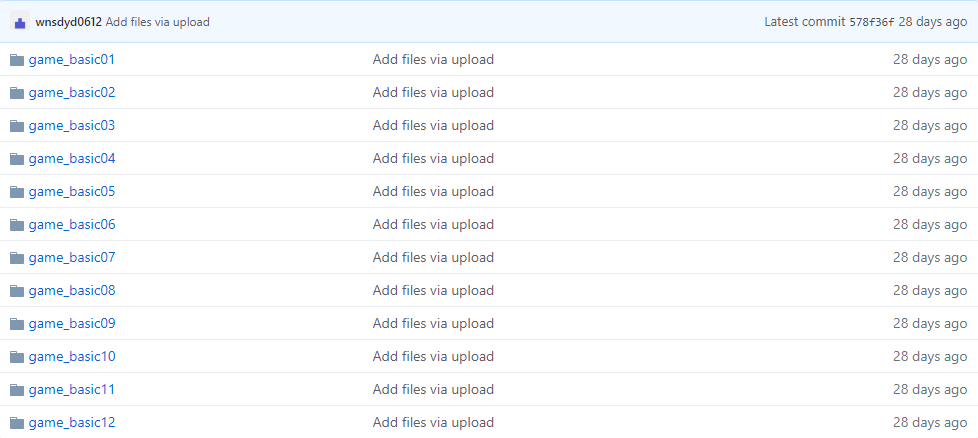 wnsdyd0612 Add files via upload Latest commit 578f36f 28 days ago
game_basic01 Add files via upload 28 days ago
game_basic02 Add files via upload 28 days ago
game_basic03 Add files via upload 28 days ago
game_basic04 Add files via upload 28 days ago
game_basic05 Add files via upload 28 days ago
game_basic06 Add files via upload 28 days ago
game_basic07 Add files via upload 28 days ago
game_basic08 Add files via upload 28 days ago
game_basic09 Add files via upload 28 days ago
game_basic10 Add files via upload 28 days ago
game_basic11 Add files via upload 28 days ago
game_basic12 Add files via upload 28 days ago